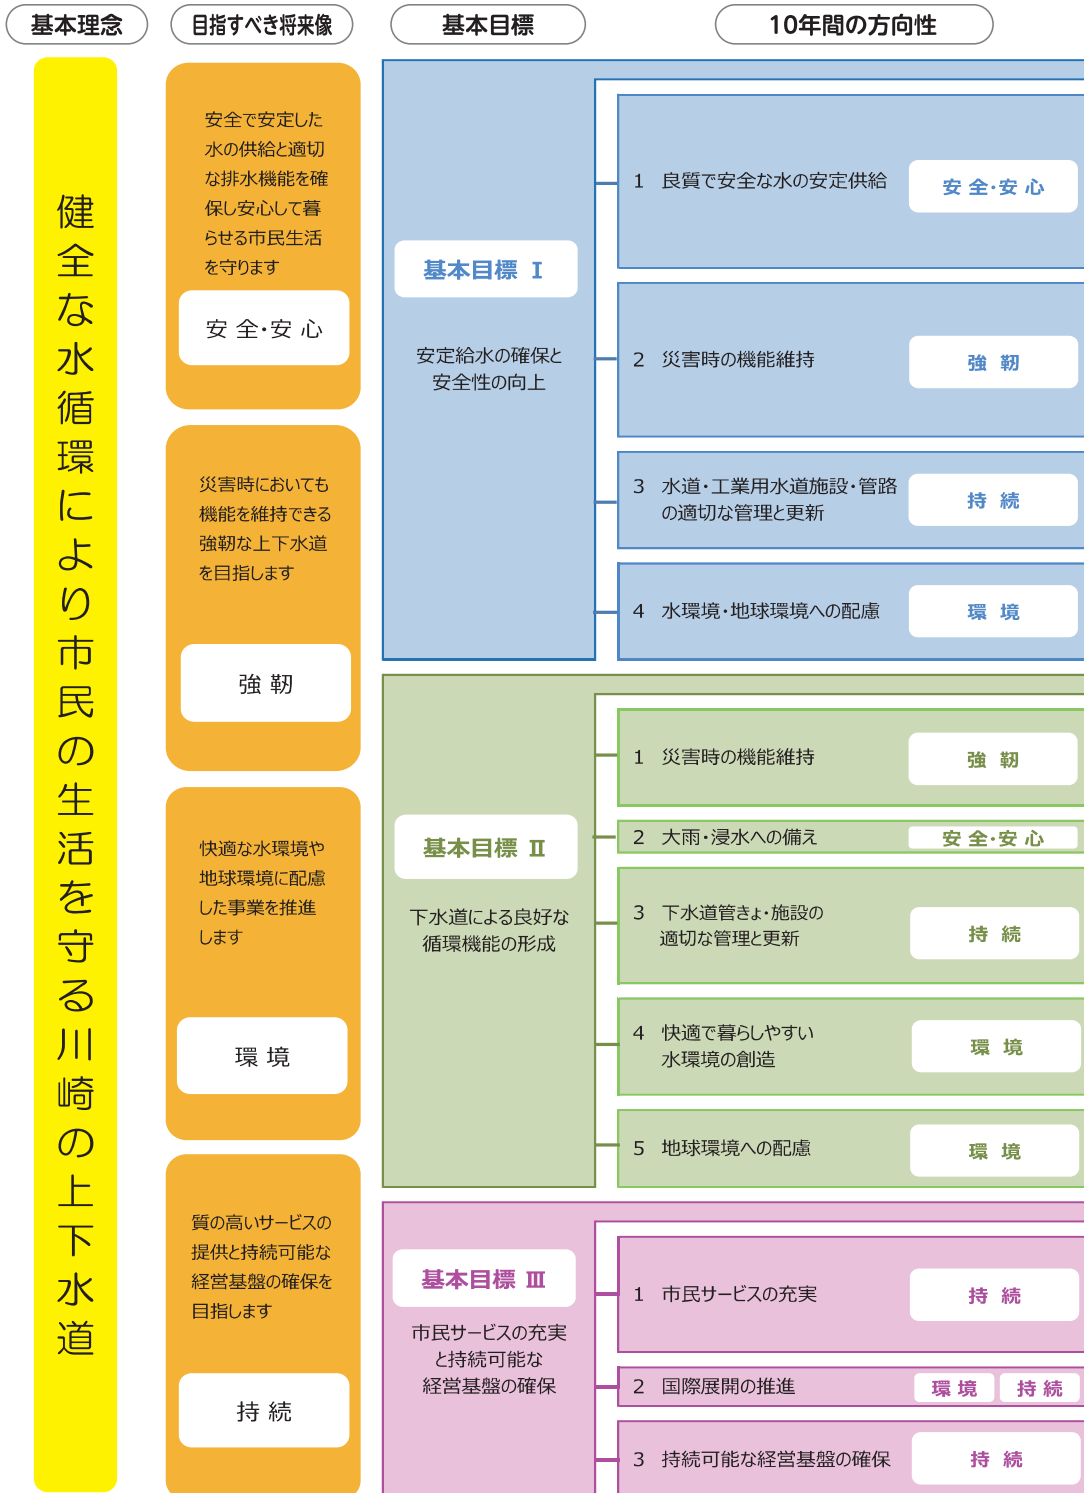 基本理念
目指すべき将来像
基本目標
10年間の方向性
健全な水循環により市民の生活を守る川崎の上下水道
安全で安定した
水の供給と適切
な排水機能を確
保し安心して暮
らせる市民生活
を守ります
安全・安心
災害時においても
機能を維持できる
強靭な上下水道
を目指します
強靭
快適な水環境や
地球環境に配慮
した事業を推進
します
環境
質の高いサービスの
提供と持続可能な
経営基盤の確保を
目指します
持続
基本目標 Ⅰ
安定給水の確保と
安全性の向上
1 良質で安全な水の安定供給 安全・安心
2 災害時の機能維持 強靭
3 水道・工業用水道施設・管路
の適切な管理と更新
持続
4 水環境・地球環境への配慮 環境
基本目標 Ⅱ
下水道による良好な
循環機能の形成
1 災害時の機能維持 強靭
2 大雨・浸水への備え 安全・安心
3 下水道管きょ・施設の
適切な管理と更新
持続
4 快適で暮らしやすい
水環境の創造
環境
5 地球環境への配慮 環境
基本目標 Ⅲ
市民サービスの充実
と持続可能な
経営基盤の確保
1 市民サービスの充実 持続
2 国際展開の推進 環境 持続
3 持続可能な経営基盤の確保 持続